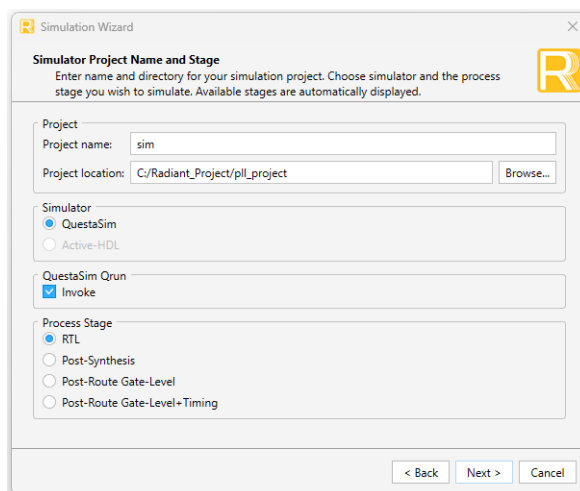 Simulation Wizard
Simulator Project Name and Stage
Enter name and directory for your simulation project. Choose simulator and the process
stage you wish to simulate. Available stages are automatically displayed.
Project
Project name: sim
Project location: C:/Radiant_Project/pll_project Browse...
Simulator
QuestaSim
Active-HDL
QuestaSim Qrun
Invoke
Process Stage
RTL
Post-Synthesis
Post-Route Gate-Level
Post-Route Gate-Level+Timing
< Back Next > Cancel